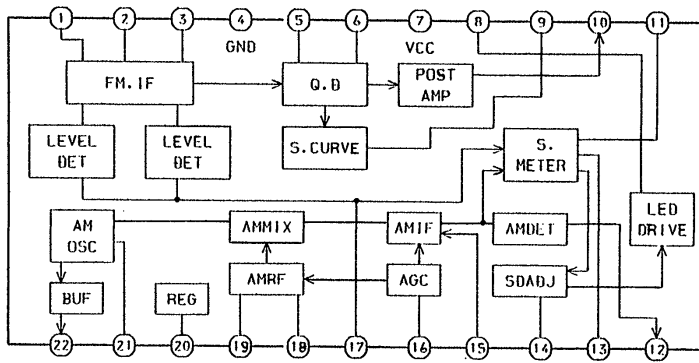 1 2 3 4 5 6 7 8 9 10 11
GND VCC
FM.IF
Q.D
POST
AMP
LEVEL
DET
LEVEL
DET
S.CURVE
S.
METER
AM
OSC
AMMIX
AMIF
AMDET
LED
DRIVE
BUF
REG
AMRF
AGC
SDADJ
22 21 20 19 18 17 16 15 14 13 12